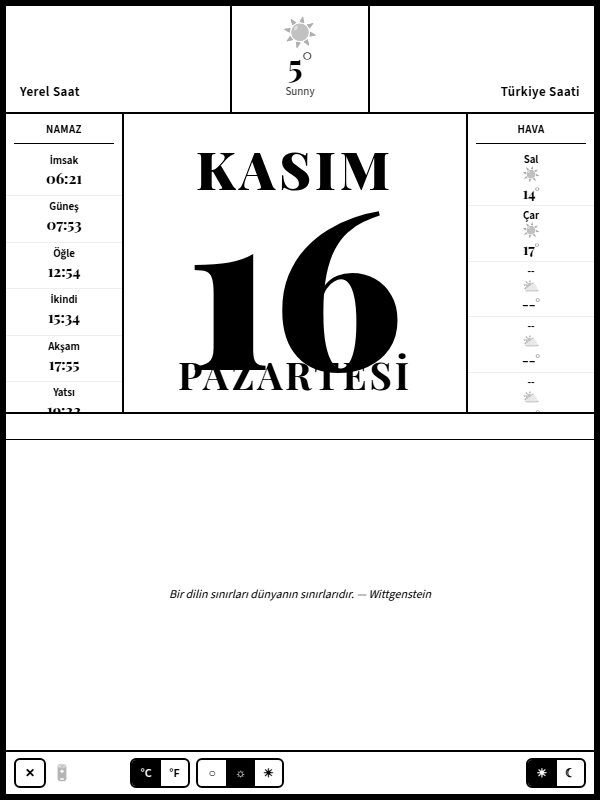 5°
Sunny
Yerel Saat
Türkiye Saati
NAMAZ
İmsak
06:21
Güneş
07:53
Öğle
12:54
İkindi
15:34
Akşam
17:55
Yatsı
KASIM
16
PAZARTESİ
HAVA
Sal
14°
Çar
17°
--
--°
--
--°
--
Bir dilin sınırları dünyanın sınırlarıdır. — Wittgenstein
✕ °C °F ○ ☼ ☀ ☀ ☾